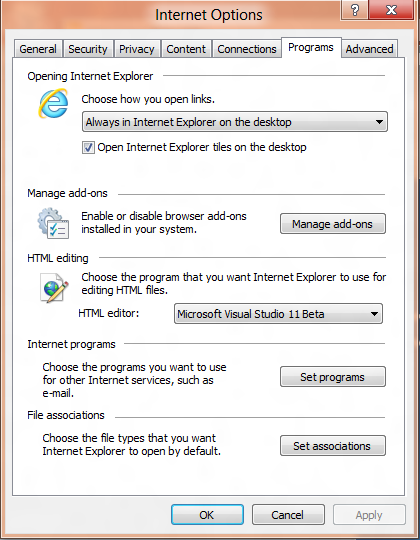 Internet Options
?
General Security Privacy Content Connections Programs Advanced
Opening Internet Explorer
Choose how you open links.
Always in Internet Explorer on the desktop
Open Internet Explorer tiles on the desktop
Manage add-ons
Enable or disable browser add-ons
installed in your system.
Manage add-ons
HTML editing
Choose the program that you want Internet Explorer to use for
editing HTML files.
HTML editor: Microsoft Visual Studio 11 Beta
Internet programs
Choose the programs you want to use
for other Internet services, such as
e-mail.
Set programs
File associations
Choose the file types that you want
Internet Explorer to open by default.
Set associations
OK Cancel Apply